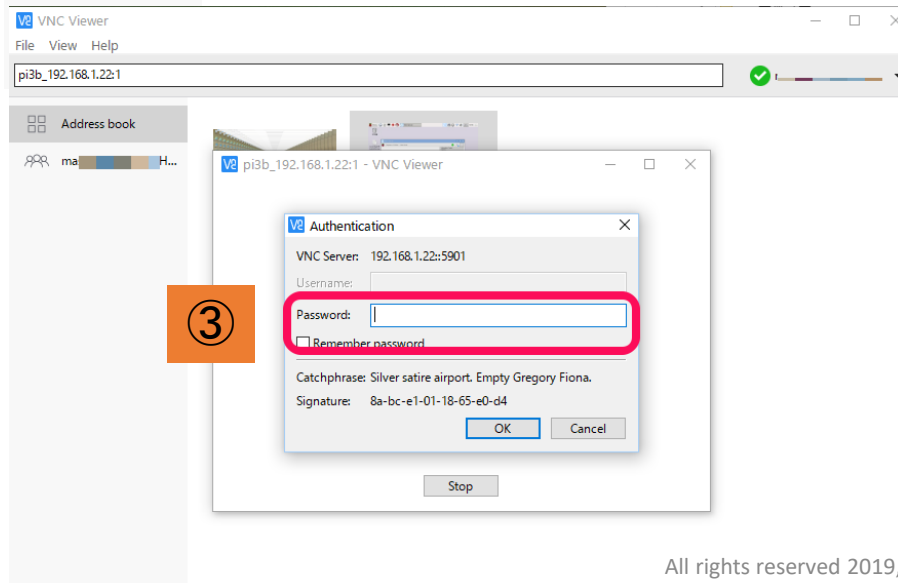 VNC Viewer
File View Help
pi3b_192.168.1.22:1
Address book
ma H...
pi3b_192.168.1.22:1 - VNC Viewer
Authentication
VNC Server: 192.168.1.22::5901
Username:
③
Password:
Remember password
Catchphrase: Silver satire airport. Empty Gregory Fiona.
Signature: 8a-bc-e1-01-18-65-e0-d4
OK Cancel
Stop
All rights reserved 2019,